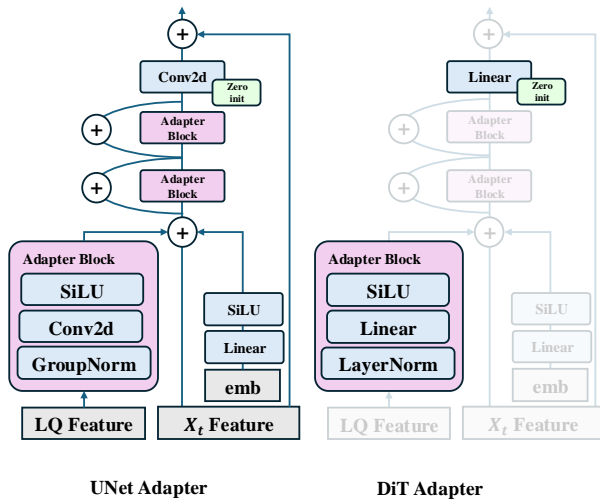 +
Conv2d
Zero
init
+
Adapter
Block
+
Adapter
Block
+
Adapter Block
SiLU
Conv2d
GroupNorm
SiLU
Linear
emb
LQ Feature
X_t Feature
UNet Adapter
+
Linear
Zero
init
+
Adapter
Block
+
Adapter
Block
+
Adapter Block
SiLU
Linear
LayerNorm
SiLU
Linear
emb
LQ Feature
X_t Feature
DiT Adapter